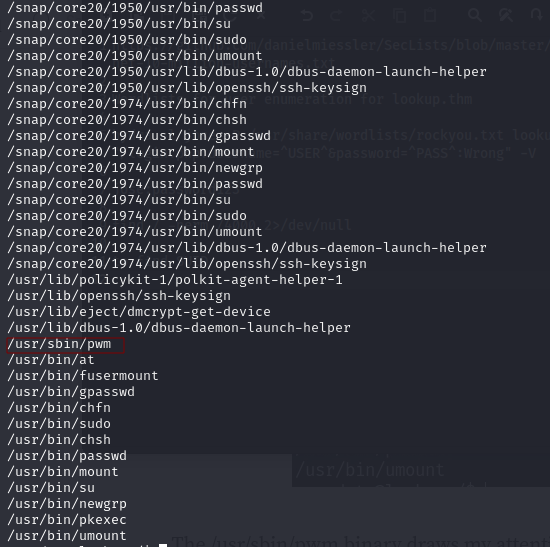 /snap/core20/1950/usr/bin/passwd
/snap/core20/1950/usr/bin/su
/snap/core20/1950/usr/bin/sudo
/snap/core20/1950/usr/bin/umount
/snap/core20/1950/usr/lib/dbus-1.0/dbus-daemon-launch-helper
/snap/core20/1950/usr/lib/openssh/ssh-keysign
/snap/core20/1974/usr/bin/chfn
/snap/core20/1974/usr/bin/chsh
/snap/core20/1974/usr/bin/gpasswd
/snap/core20/1974/usr/bin/mount
/snap/core20/1974/usr/bin/newgrp
/snap/core20/1974/usr/bin/passwd
/snap/core20/1974/usr/bin/su
/snap/core20/1974/usr/bin/sudo
/snap/core20/1974/usr/bin/umount
/snap/core20/1974/usr/lib/dbus-1.0/dbus-daemon-launch-helper
/snap/core20/1974/usr/lib/openssh/ssh-keysign
/usr/lib/policykit-1/polkit-agent-helper-1
/usr/lib/openssh/ssh-keysign
/usr/lib/eject/dmcrypt-get-device
/usr/lib/dbus-1.0/dbus-daemon-launch-helper
/usr/sbin/pwm
/usr/bin/at
/usr/bin/fusermount
/usr/bin/gpasswd
/usr/bin/chfn
/usr/bin/sudo
/usr/bin/chsh
/usr/bin/passwd
/usr/bin/mount
/usr/bin/su
/usr/bin/newgrp
/usr/bin/pkexec
/usr/bin/umount
/danielmiessler/SecLists/blob/master/
enumeration for lookup.thm
/share/wordlists/rockyou.txt
^USER^&password=^PASS^:Wrong" -V
2>/dev/null
/usr/bin/umount
The /usr/sbin/pwm binary draws my